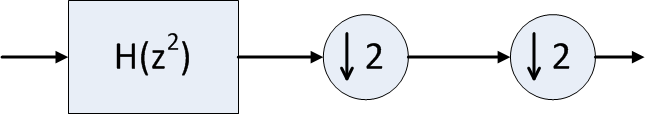 H(z²)
↓ 2
↓ 2